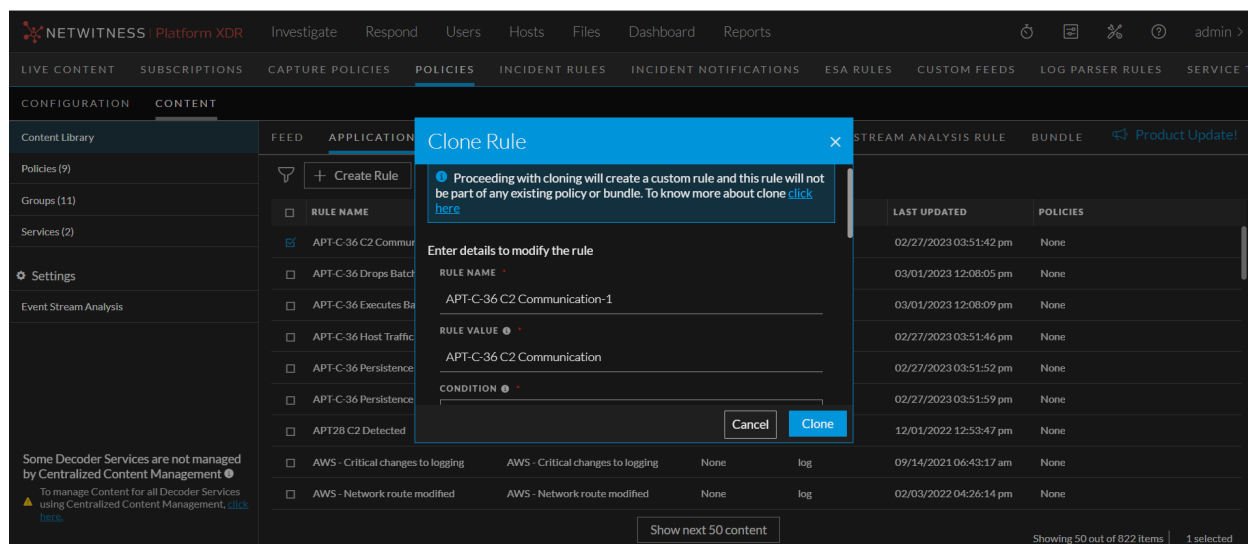 NETWITNESS Platform XDR Investigate Respond Users Hosts Files Dashboard Reports admin >
LIVE CONTENT SUBSCRIPTIONS CAPTURE POLICIES POLICIES INCIDENT RULES INCIDENT NOTIFICATIONS ESA RULES CUSTOM FEEDS LOG PARSER RULES SERVICE
CONFIGURATION CONTENT
Content Library
Policies (9)
Groups (11)
Services (2)
Settings
Event Stream Analysis
Some Decoder Services are not managed
by Centralized Content Management
To manage Content for all Decoder Services
using Centralized Content Management, click
here.
FEED APPLICATION STREAM ANALYSIS RULE BUNDLE Product Update!
+ Create Rule
RULE NAME LAST UPDATED POLICIES
APT-C-36 C2 Commur 02/27/2023 03:51:42 pm None
APT-C-36 Drops Batch 03/01/2023 12:08:05 pm None
APT-C-36 Executes Ba 03/01/2023 12:08:09 pm None
APT-C-36 Host Traffic 02/27/2023 03:51:46 pm None
APT-C-36 Persistence 02/27/2023 03:51:52 pm None
APT-C-36 Persistence 02/27/2023 03:51:59 pm None
APT28 C2 Detected 12/01/2022 12:53:47 pm None
AWS - Critical changes to logging AWS - Critical changes to logging None log 09/14/2021 06:43:17 am None
AWS - Network route modified AWS - Network route modified None log 02/03/2022 04:26:14 pm None
Show next 50 content
Showing 50 out of 822 items | 1 selected
Clone Rule
Proceeding with cloning will create a custom rule and this rule will not
be part of any existing policy or bundle. To know more about clone click
here
Enter details to modify the rule
RULE NAME *
APT-C-36 C2 Communication-1
RULE VALUE *
APT-C-36 C2 Communication
CONDITION *
Cancel Clone